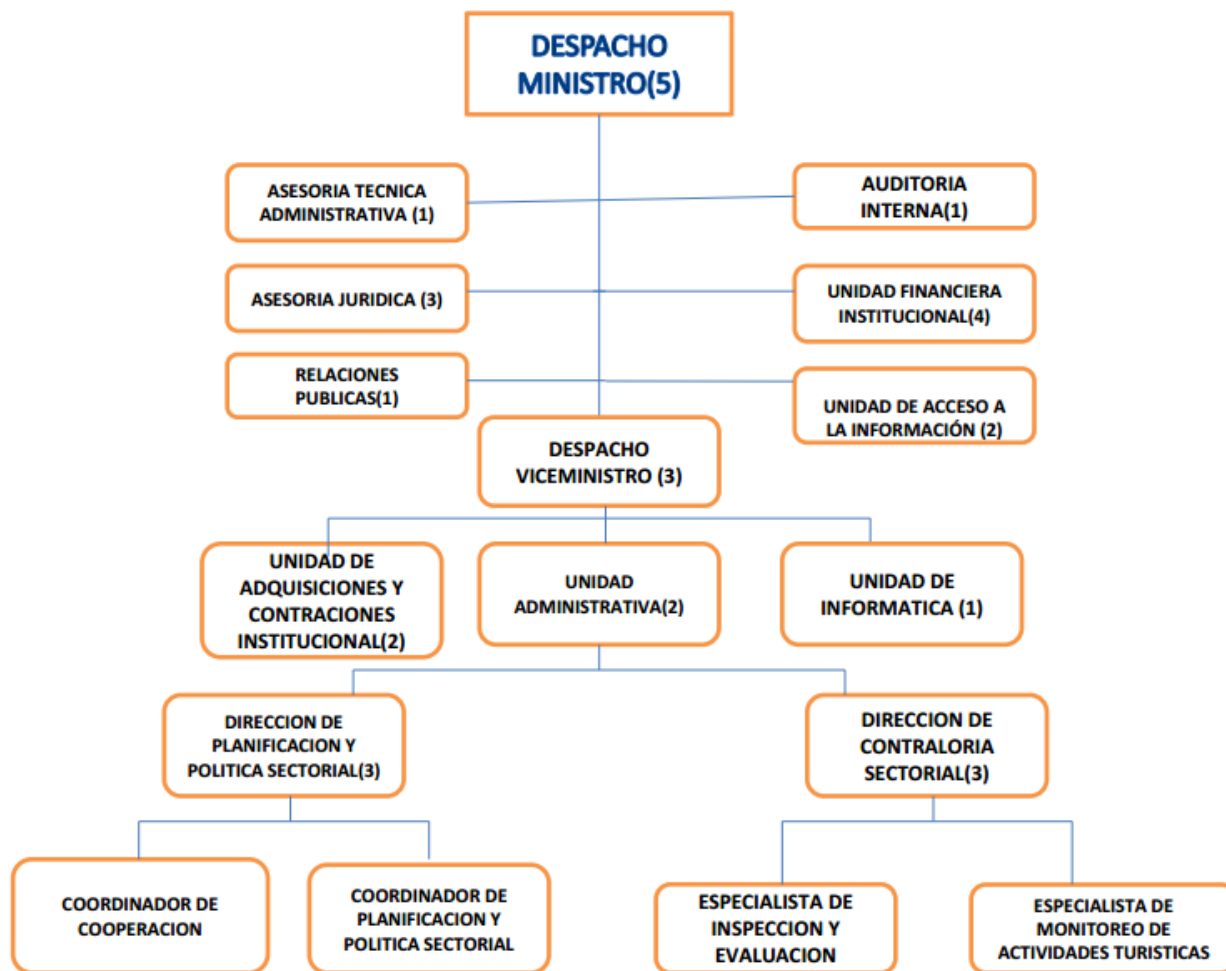 DESPACHO
MINISTRO(5)
ASESORIA TECNICA
ADMINISTRATIVA (1)
AUDITORIA
INTERNA(1)
ASESORIA JURIDICA (3)
UNIDAD FINANCIERA
INSTITUCIONAL(4)
RELACIONES
PUBLICAS(1)
UNIDAD DE ACCESO A
LA INFORMACIÓN (2)
DESPACHO
VICEMINISTRO (3)
UNIDAD DE
ADQUISICIONES Y
CONTRACIONES
INSTITUCIONAL(2)
UNIDAD
ADMINISTRATIVA(2)
UNIDAD DE
INFORMATICA (1)
DIRECCION DE
PLANIFICACION Y
POLITICA SECTORIAL(3)
DIRECCION DE
CONTRALORIA
SECTORIAL(3)
COORDINADOR DE
COOPERACION
COORDINADOR DE
PLANIFICACION Y
POLITICA SECTORIAL
ESPECIALISTA DE
INSPECCION Y
EVALUACION
ESPECIALISTA DE
MONITOREO DE
ACTIVIDADES TURISTICAS